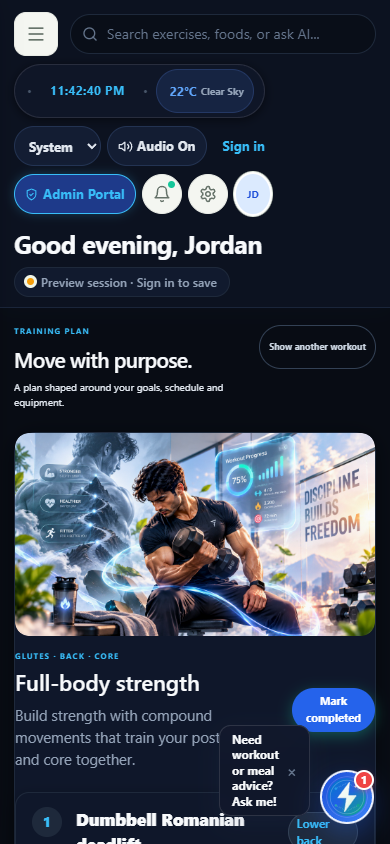 Search exercises, foods, or ask AI...
11:42:40 PM
22°C Clear Sky
System
Audio On
Sign in
Admin Portal
JD
Good evening, Jordan
Preview session · Sign in to save
TRAINING PLAN
Move with purpose.
Show another workout
A plan shaped around your goals, schedule and
equipment.
STRONGER
HEALTHIER
FITTER
Workout Progress
75%
DISCIPLINE
BUILDS
FREEDOM
GLUTES · BACK · CORE
Full-body strength
Mark
completed
Build strength with compound
movements that train your post
and core together.
Need
workout
or meal
advice?
Ask me!
×
1
1
Dumbbell Romanian
deadlift
Lower
back